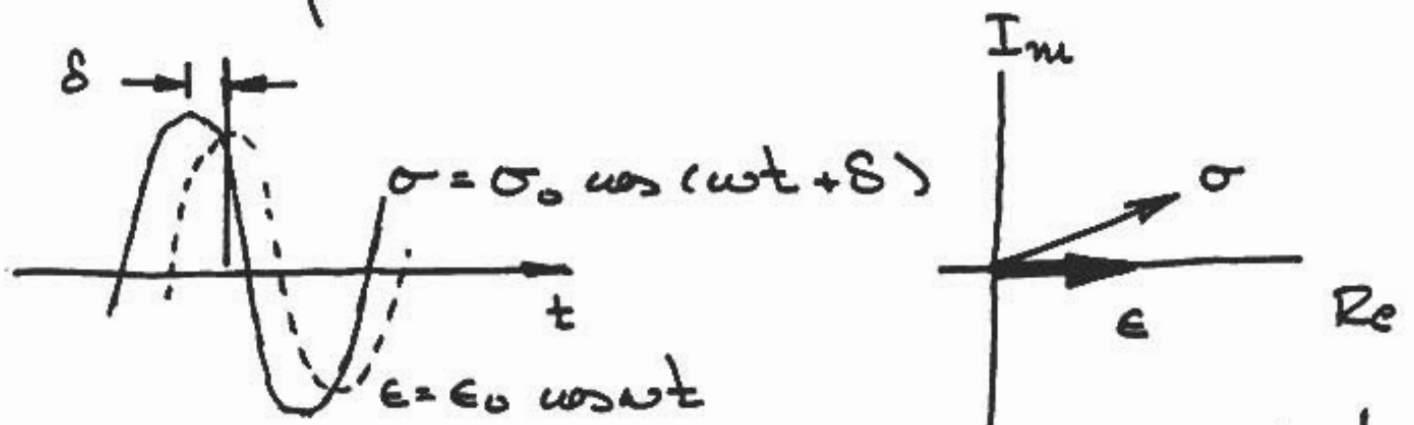 Im
δ
σ = σ₀ cos (ωt + δ)
σ
t
ϵ
Re
ϵ = ϵ₀ cos ωt